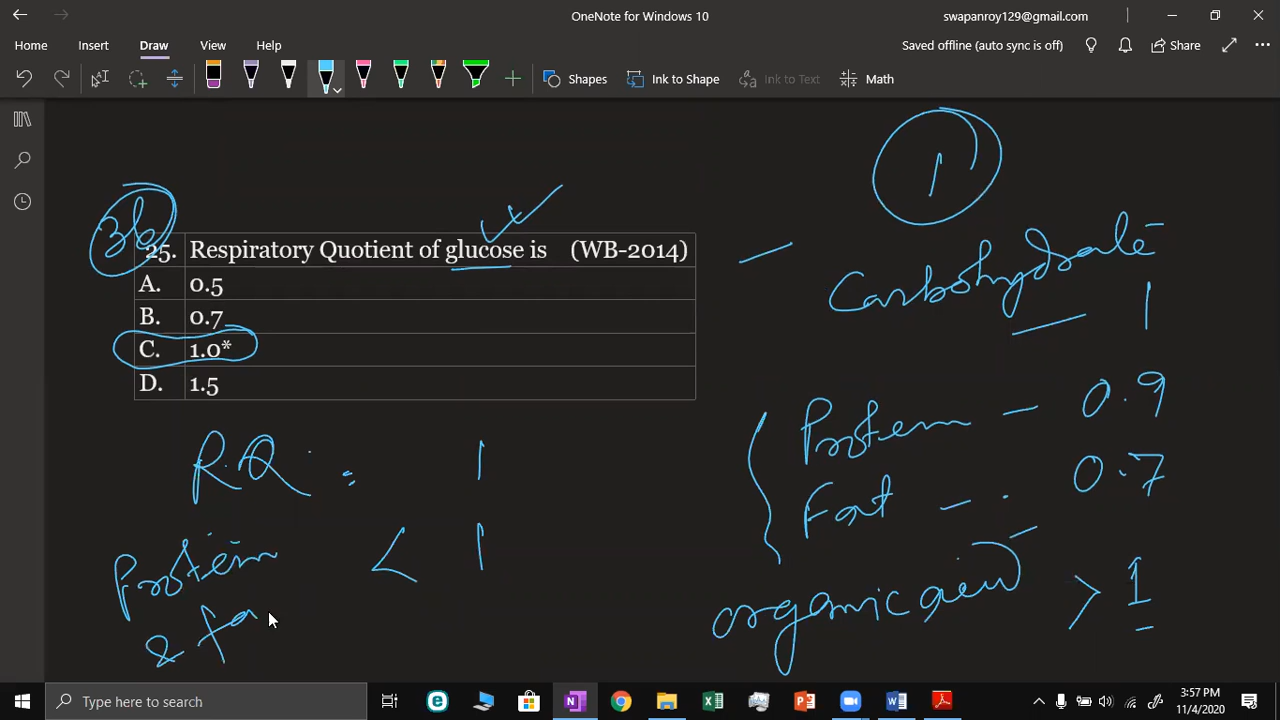 OneNote for Windows 10
swapanroy129@gmail.com
Home Insert Draw View Help
Saved offline (auto sync is off)
Share
Shapes
Ink to Shape
Ink to Text
Math
1
36
25. Respiratory Quotient of glucose is (WB-2014)
A. 0.5
B. 0.7
C. 1.0*
D. 1.5
Carbohydrate
— 1
Protein — 0.9
Fat — 0.7
organic acid > 1
R.Q. = 1
Protein < 1
& fa
Type here to search
3:57 PM
11/4/2020